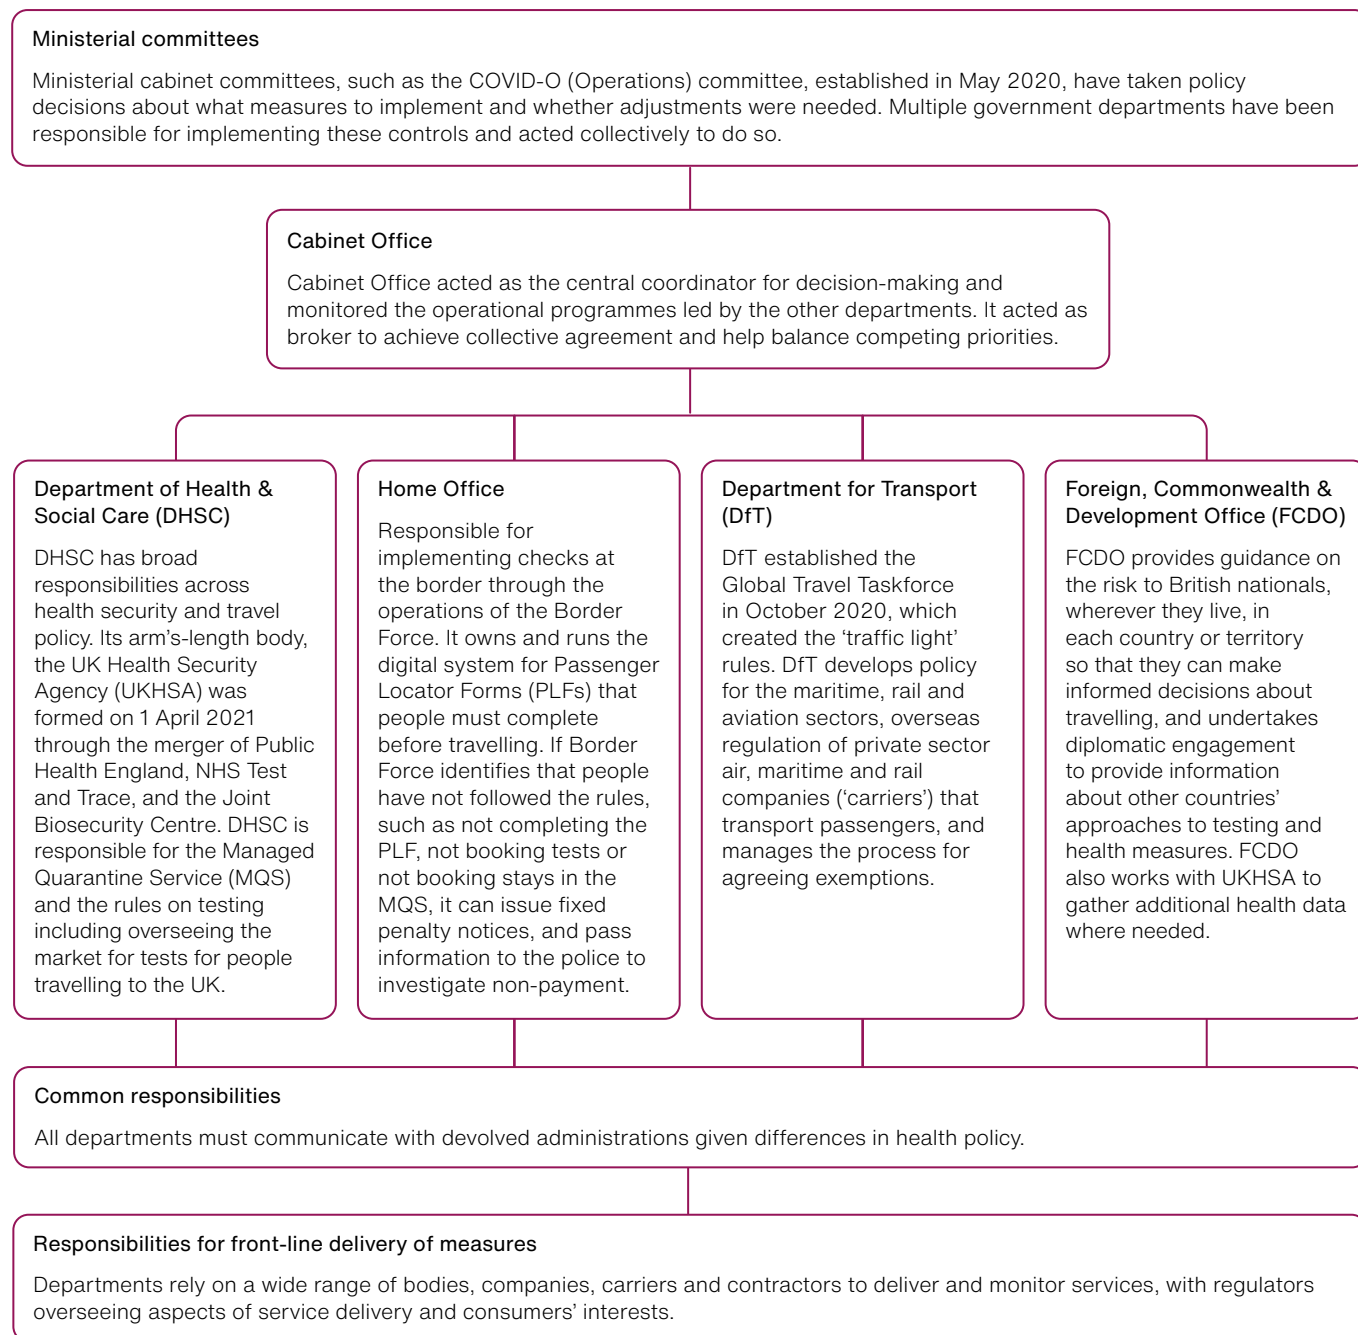 Ministerial committees
Ministerial cabinet committees, such as the COVID-O (Operations) committee, established in May 2020, have taken policy
decisions about what measures to implement and whether adjustments were needed. Multiple government departments have been
responsible for implementing these controls and acted collectively to do so.
Cabinet Office
Cabinet Office acted as the central coordinator for decision-making and
monitored the operational programmes led by the other departments. It acted as
broker to achieve collective agreement and help balance competing priorities.
Department of Health &
Social Care (DHSC)
DHSC has broad
responsibilities across
health security and travel
policy. Its arm’s-length body,
the UK Health Security
Agency (UKHSA) was
formed on 1 April 2021
through the merger of Public
Health England, NHS Test
and Trace, and the Joint
Biosecurity Centre. DHSC is
responsible for the Managed
Quarantine Service (MQS)
and the rules on testing
including overseeing the
market for tests for people
travelling to the UK.
Home Office
Responsible for
implementing checks at
the border through the
operations of the Border
Force. It owns and runs the
digital system for Passenger
Locator Forms (PLFs) that
people must complete
before travelling. If Border
Force identifies that people
have not followed the rules,
such as not completing the
PLF, not booking tests or
not booking stays in the
MQS, it can issue fixed
penalty notices, and pass
information to the police to
investigate non-payment.
Department for Transport
(DfT)
DfT established the
Global Travel Taskforce
in October 2020, which
created the ‘traffic light’
rules. DfT develops policy
for the maritime, rail and
aviation sectors, overseas
regulation of private sector
air, maritime and rail
companies (‘carriers’) that
transport passengers, and
manages the process for
agreeing exemptions.
Foreign, Commonwealth &
Development Office (FCDO)
FCDO provides guidance on
the risk to British nationals,
wherever they live, in
each country or territory
so that they can make
informed decisions about
travelling, and undertakes
diplomatic engagement
to provide information
about other countries’
approaches to testing and
health measures. FCDO
also works with UKHSA to
gather additional health data
where needed.
Common responsibilities
All departments must communicate with devolved administrations given differences in health policy.
Responsibilities for front-line delivery of measures
Departments rely on a wide range of bodies, companies, carriers and contractors to deliver and monitor services, with regulators
overseeing aspects of service delivery and consumers’ interests.